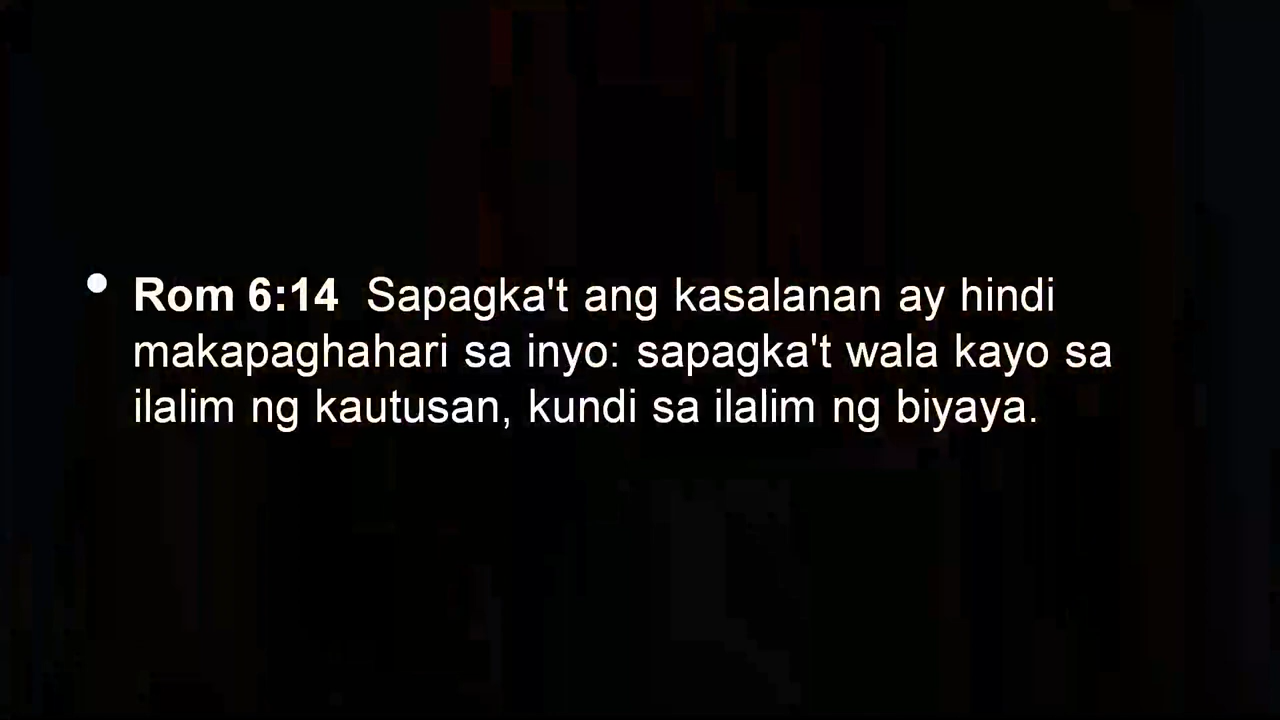 • Rom 6:14 Sapagka't ang kasalanan ay hindi
makapaghahari sa inyo: sapagka't wala kayo sa
ilalim ng kautusan, kundi sa ilalim ng biyaya.